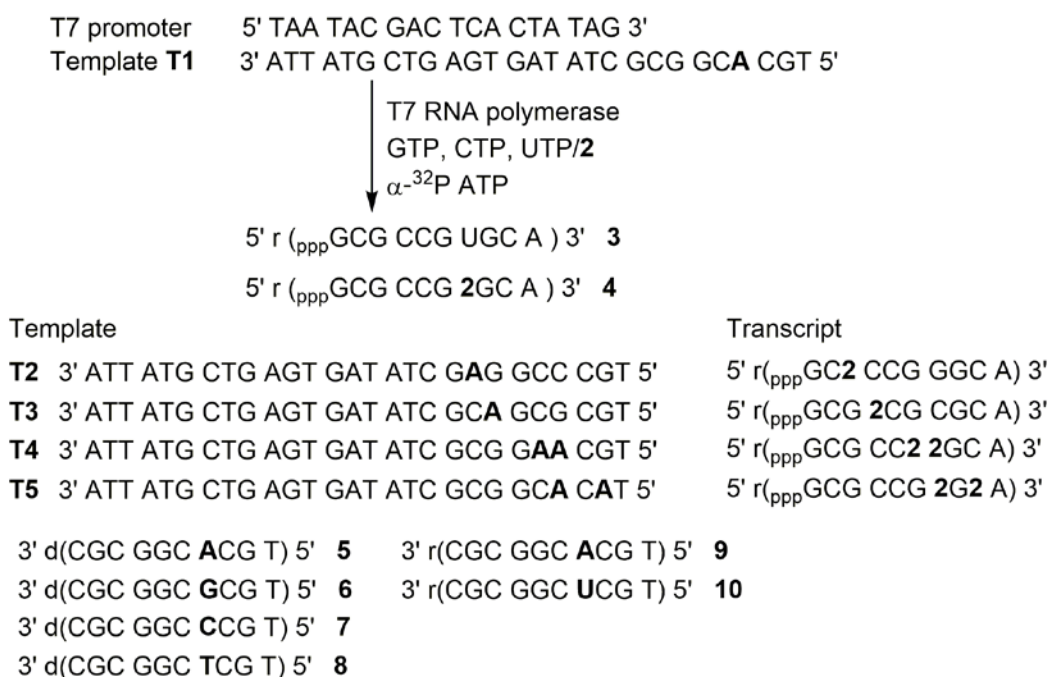 T7 promoter 5' TAA TAC GAC TCA CTA TAG 3'
Template T1 3' ATT ATG CTG AGT GAT ATC GCG GCA CGT 5'
T7 RNA polymerase
GTP, CTP, UTP/2
α-³²P ATP
5' r (pppGCG CCG UGC A ) 3' 3
5' r (pppGCG CCG 2GC A ) 3' 4
Template Transcript
T2 3' ATT ATG CTG AGT GAT ATC GAG GCC CGT 5' 5' r(pppGC2 CCG GGC A) 3'
T3 3' ATT ATG CTG AGT GAT ATC GCA GCG CGT 5' 5' r(pppGCG 2CG CGC A) 3'
T4 3' ATT ATG CTG AGT GAT ATC GCG GAA CGT 5' 5' r(pppGCG CC2 2GC A) 3'
T5 3' ATT ATG CTG AGT GAT ATC GCG GCA CAT 5' 5' r(pppGCG CCG 2G2 A) 3'
3' d(CGC GGC ACG T) 5' 5 3' r(CGC GGC ACG T) 5' 9
3' d(CGC GGC GCG T) 5' 6 3' r(CGC GGC UCG T) 5' 10
3' d(CGC GGC CCG T) 5' 7
3' d(CGC GGC TCG T) 5' 8